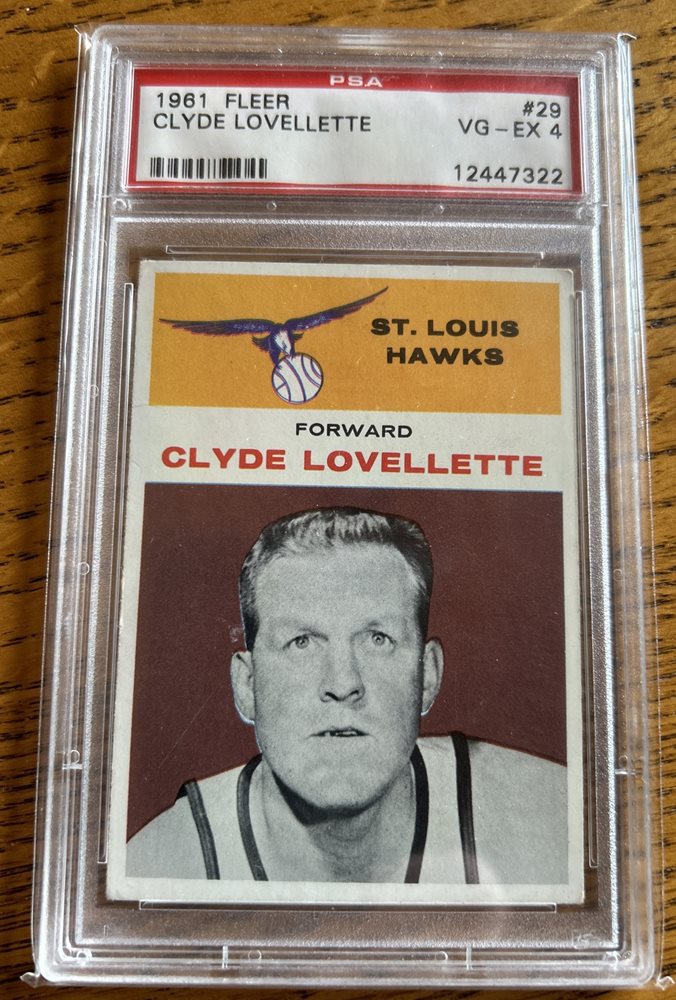 PSA
1961 FLEER #29
CLYDE LOVELLETTE VG-EX 4
12447322
ST. LOUIS
HAWKS
FORWARD
CLYDE LOVELLETTE